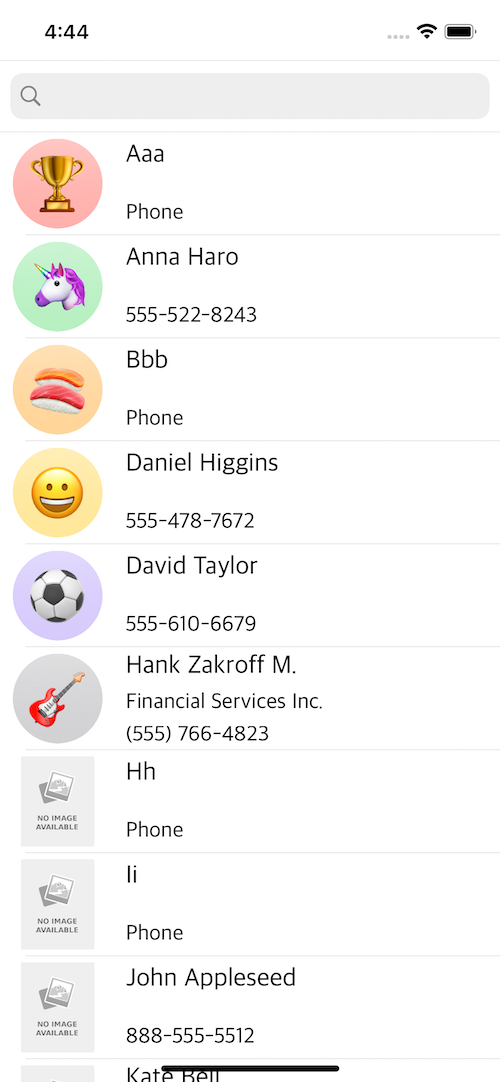 4:44
Aaa
Phone
Anna Haro
555-522-8243
Bbb
Phone
Daniel Higgins
555-478-7672
David Taylor
555-610-6679
Hank Zakroff M.
Financial Services Inc.
(555) 766-4823
NO IMAGE
AVAILABLE
Hh
Phone
NO IMAGE
AVAILABLE
Ii
Phone
NO IMAGE
AVAILABLE
John Appleseed
888-555-5512
Kate Bell